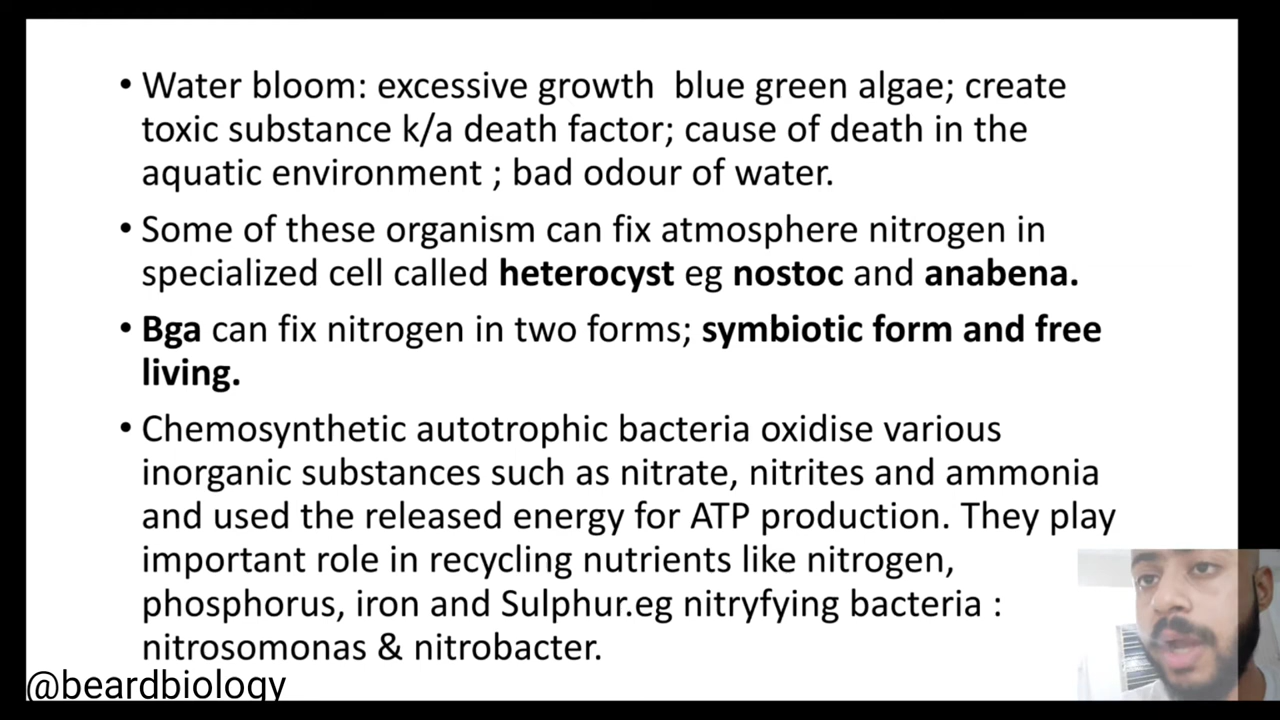 • Water bloom: excessive growth  blue green algae; create
toxic substance k/a death factor; cause of death in the
aquatic environment ; bad odour of water.
• Some of these organism can fix atmosphere nitrogen in
specialized cell called heterocyst eg nostoc and anabena.
• Bga can fix nitrogen in two forms; symbiotic form and free
living.
• Chemosynthetic autotrophic bacteria oxidise various
inorganic substances such as nitrate, nitrites and ammonia
and used the released energy for ATP production. They play
important role in recycling nutrients like nitrogen,
phosphorus, iron and Sulphur.eg nitryfying bacteria :
nitrosomonas & nitrobacter.
@beardbiology